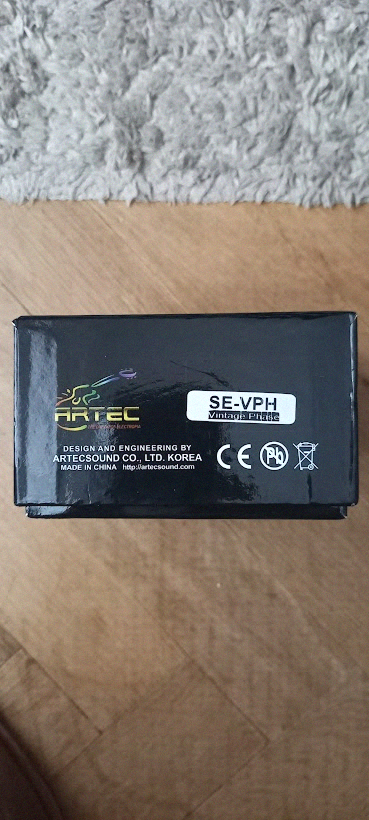 ARTEC
SE-VPH
Vintage Phase
DESIGN AND ENGINEERING BY
ARTECSOUND CO., LTD. KOREA
MADE IN CHINA http://artecsound.com
CE
Pb